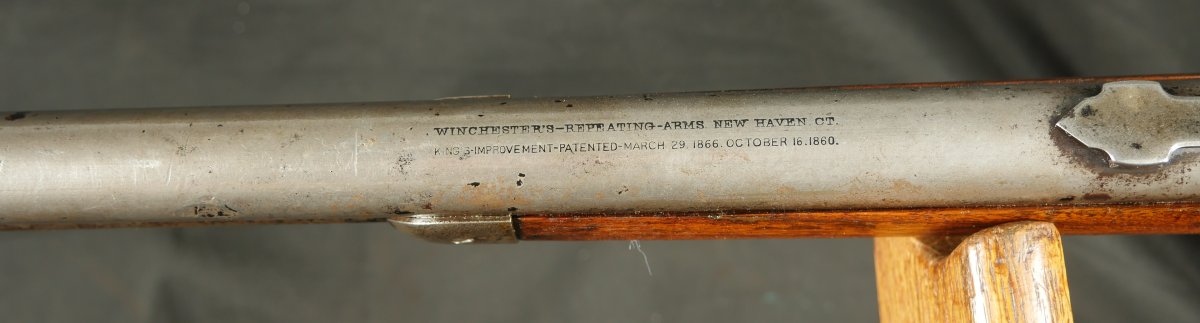 WINCHESTER'S-REPEATING-ARMS. NEW HAVEN. CT.
KING'S-IMPROVEMENT-PATENTED-MARCH 29. 1866. OCTOBER 16. 1860.